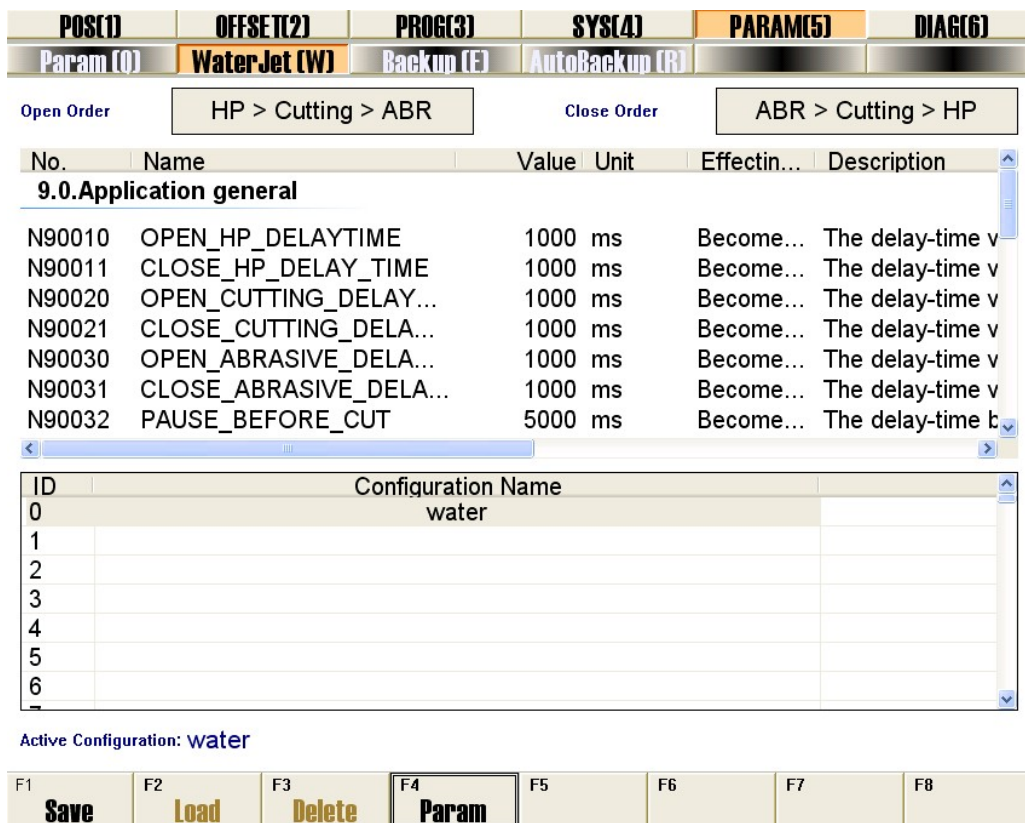 POS(1) OFFSET(2) PROG(3) SYS(4) PARAM(5) DIAG(6)
Param (Q) WaterJet (W) Backup (E) AutoBackup (R)
Open Order HP > Cutting > ABR Close Order ABR > Cutting > HP
No. Name Value Unit Effectin... Description
9.0.Application general
N90010 OPEN_HP_DELAYTIME 1000 ms Become... The delay-time v
N90011 CLOSE_HP_DELAY_TIME 1000 ms Become... The delay-time v
N90020 OPEN_CUTTING_DELAY... 1000 ms Become... The delay-time v
N90021 CLOSE_CUTTING_DELA... 1000 ms Become... The delay-time v
N90030 OPEN_ABRASIVE_DELA... 1000 ms Become... The delay-time v
N90031 CLOSE_ABRASIVE_DELA... 1000 ms Become... The delay-time v
N90032 PAUSE_BEFORE_CUT 5000 ms Become... The delay-time b
ID Configuration Name
0 water
1
2
3
4
5
6
Active Configuration: water
F1 F2 F3 F4 F5 F6 F7 F8
Save Load Delete Param